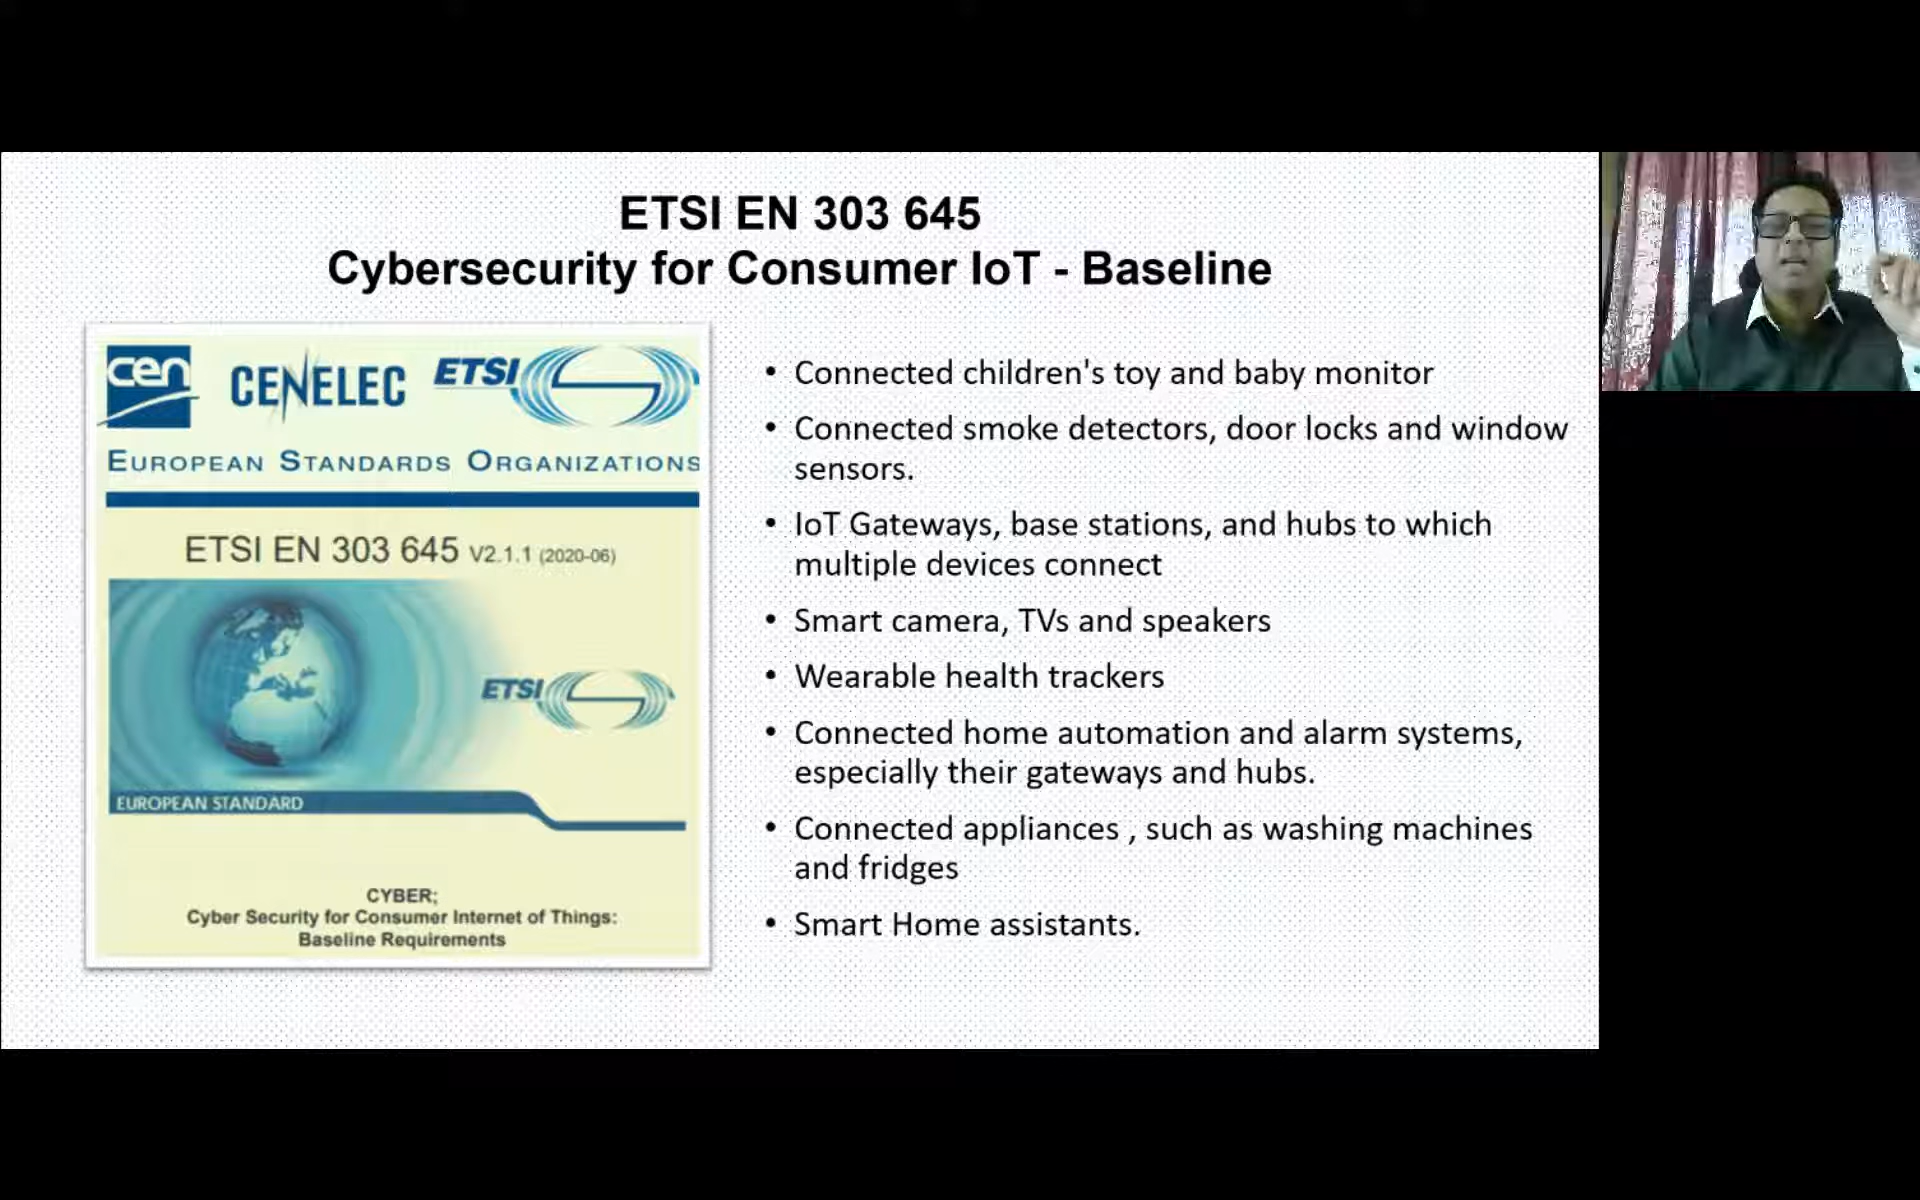 ETSI EN 303 645
Cybersecurity for Consumer IoT - Baseline
cen
CENELEC
ETSI
EUROPEAN STANDARDS ORGANIZATIONS
ETSI EN 303 645 V2.1.1 (2020-06)
ETSI
EUROPEAN STANDARD
CYBER;
Cyber Security for Consumer Internet of Things:
Baseline Requirements
• Connected children's toy and baby monitor
• Connected smoke detectors, door locks and window
sensors.
• IoT Gateways, base stations, and hubs to which
multiple devices connect
• Smart camera, TVs and speakers
• Wearable health trackers
• Connected home automation and alarm systems,
especially their gateways and hubs.
• Connected appliances , such as washing machines
and fridges
• Smart Home assistants.